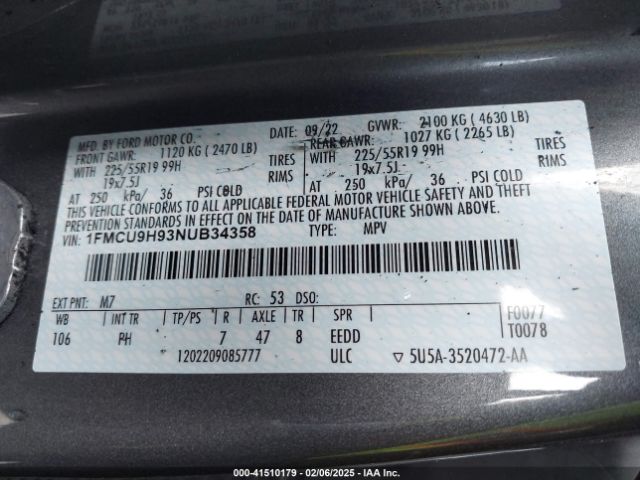 MFD. BY FORD MOTOR CO. DATE: 09/22 GVWR: 2100 KG ( 4630 LB)
FRONT GAWR: 1120 KG ( 2470 LB) REAR GAWR: 1027 KG ( 2265 LB)
WITH 225/55R19 99H TIRES WITH 225/55R19 99H TIRES
19x7.5J RIMS 19x7.5J RIMS
AT 250 kPa/ 36 PSI COLD AT 250 kPa/ 36 PSI COLD
THIS VEHICLE CONFORMS TO ALL APPLICABLE FEDERAL MOTOR VEHICLE SAFETY AND THEFT
PREVENTION STANDARDS IN EFFECT ON THE DATE OF MANUFACTURE SHOWN ABOVE.
VIN: 1FMCU9H93NUB34358 TYPE: MPV
EXT PNT: M7 RC: 53 DSO:
WB INT TR TP/PS R AXLE TR SPR F0077
106 PH 7 47 8 EEDD T0078
1202209085777 ULC ▽ 5U5A-3520472-AA
000-41510179 - 02/06/2025 - IAA Inc.